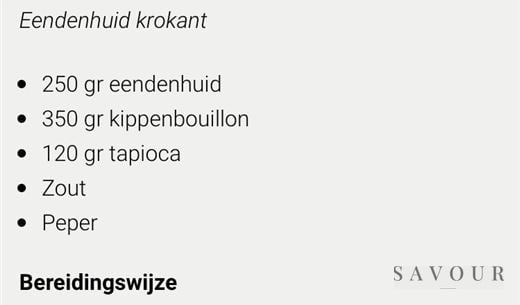 Eendenhuid krokant
• 250 gr eendenhuid
• 350 gr kippenbouillon
• 120 gr tapioca
• Zout
• Peper
Bereidingswijze
SAVOUR